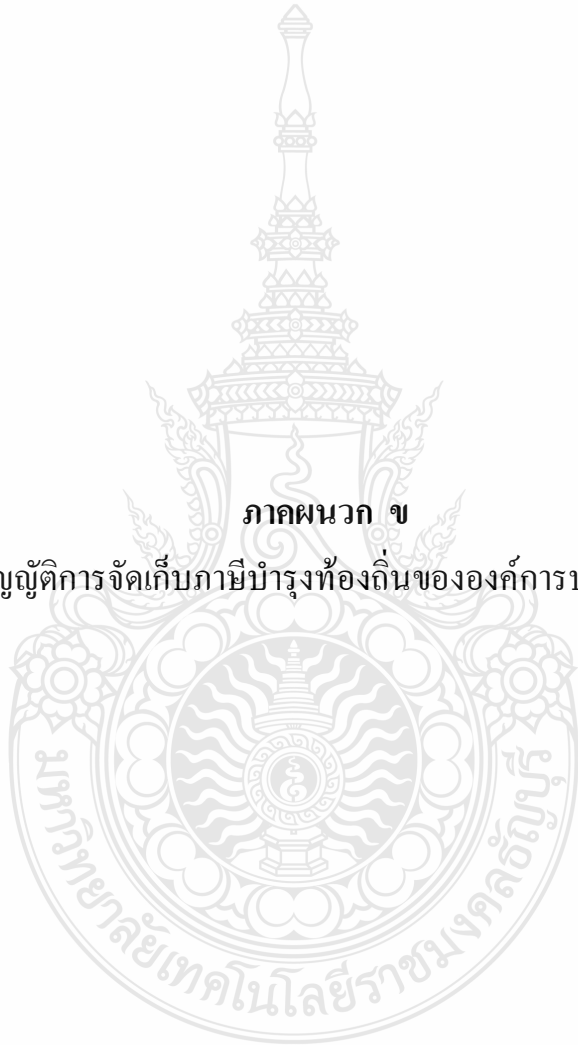 ภาคผนวก ข
ญญัติการจัดเก็บภาษีบำรุงท้องถิ่นขององค์การ
มหาวิทยาลัยเทคโนโลยีราชมงคลธัญบุรี